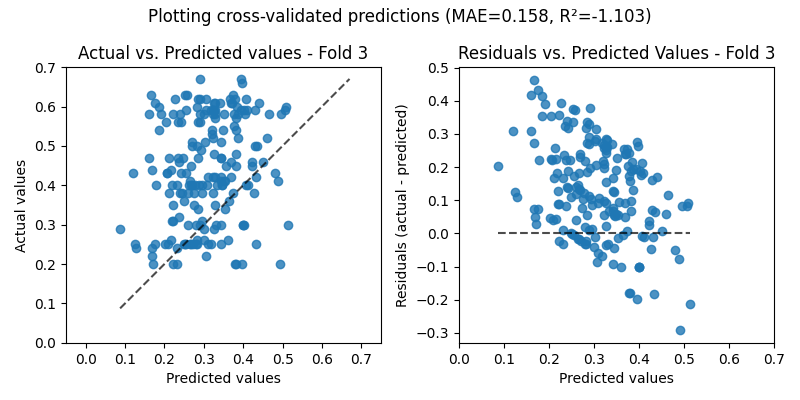 Plotting cross-validated predictions (MAE=0.158, R²=-1.103)
Actual vs. Predicted values - Fold 3
Residuals vs. Predicted Values - Fold 3
0.7
0.6
0.5
0.4
0.3
0.2
0.1
0.0
Actual values
0.0 0.1 0.2 0.3 0.4 0.5 0.6 0.7
Predicted values
0.5
0.4
0.3
0.2
0.1
0.0
−0.1
−0.2
−0.3
Residuals (actual - predicted)
0.0 0.1 0.2 0.3 0.4 0.5 0.6 0.7
Predicted values